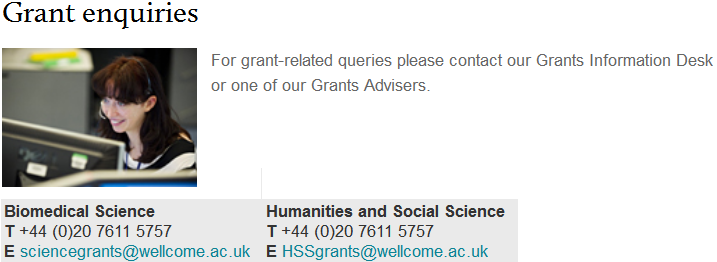 Grant enquiries
For grant-related queries please contact our Grants Information Desk
or one of our Grants Advisers.
Biomedical Science
T +44 (0)20 7611 5757
E sciencegrants@wellcome.ac.uk
Humanities and Social Science
T +44 (0)20 7611 5757
E HSSgrants@wellcome.ac.uk